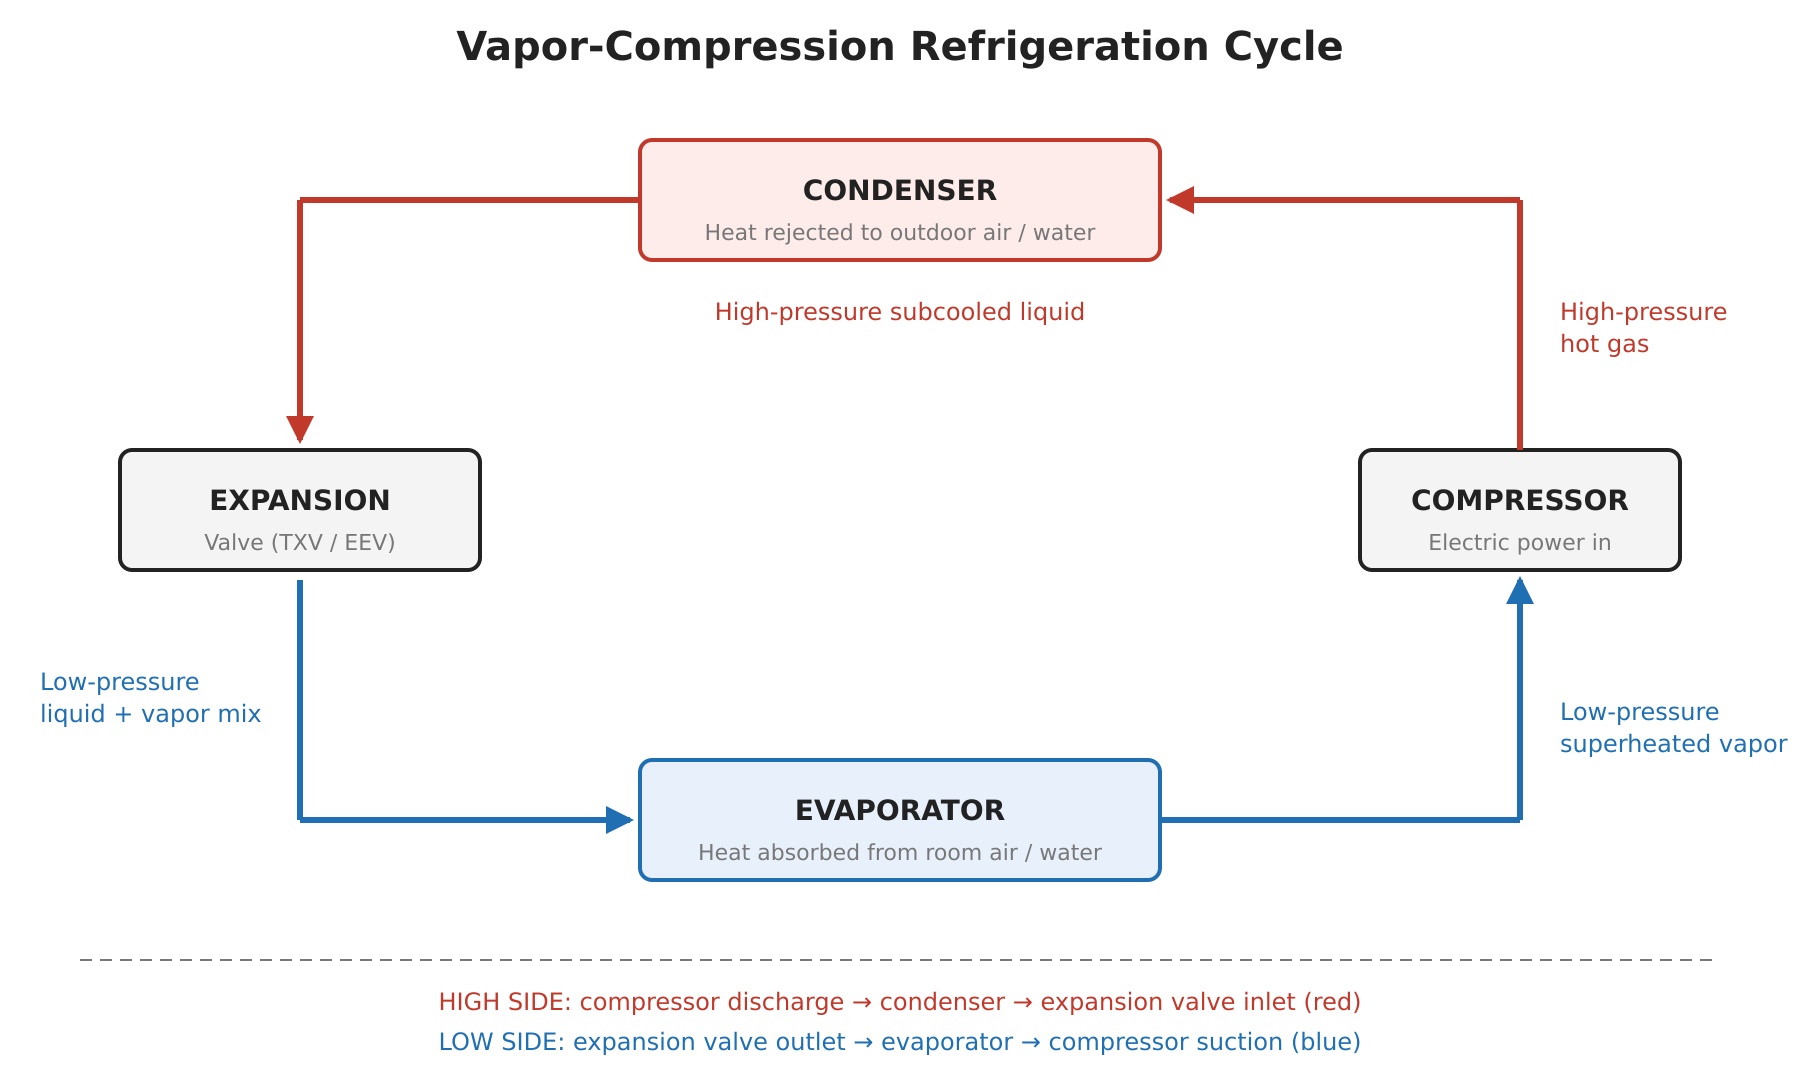 Vapor-Compression Refrigeration Cycle
CONDENSER
Heat rejected to outdoor air / water
High-pressure subcooled liquid
High-pressure
hot gas
EXPANSION
Valve (TXV / EEV)
COMPRESSOR
Electric power in
Low-pressure
liquid + vapor mix
Low-pressure
superheated vapor
EVAPORATOR
Heat absorbed from room air / water
HIGH SIDE: compressor discharge → condenser → expansion valve inlet (red)
LOW SIDE: expansion valve outlet → evaporator → compressor suction (blue)